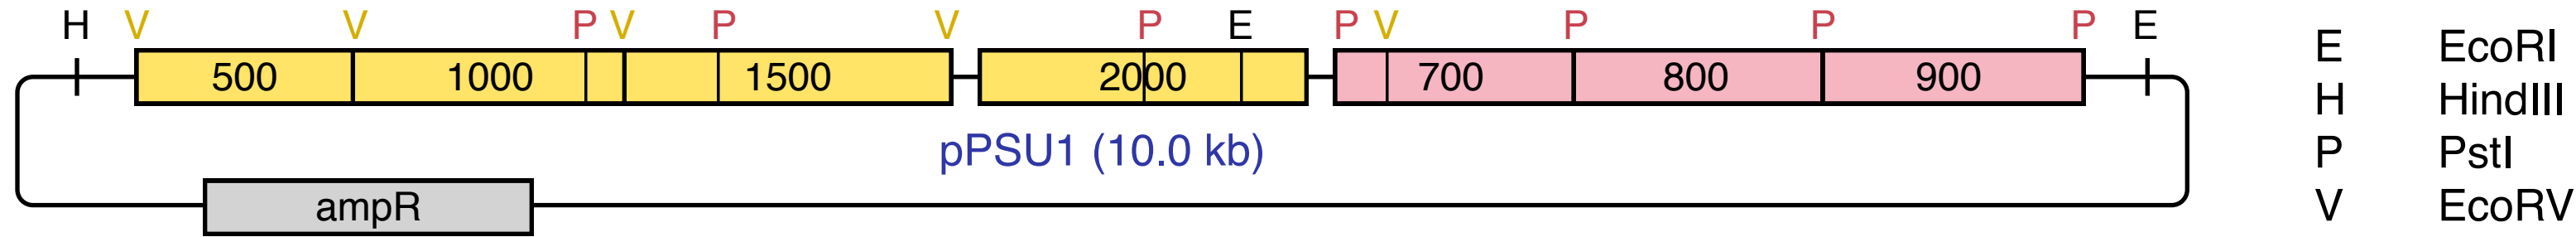 H V V P V P V P E P V P P P E
500 1000 1500 2000 700 800 900
pPSU1 (10.0 kb)
ampR
E EcoRI
H HindIII
P PstI
V EcoRV